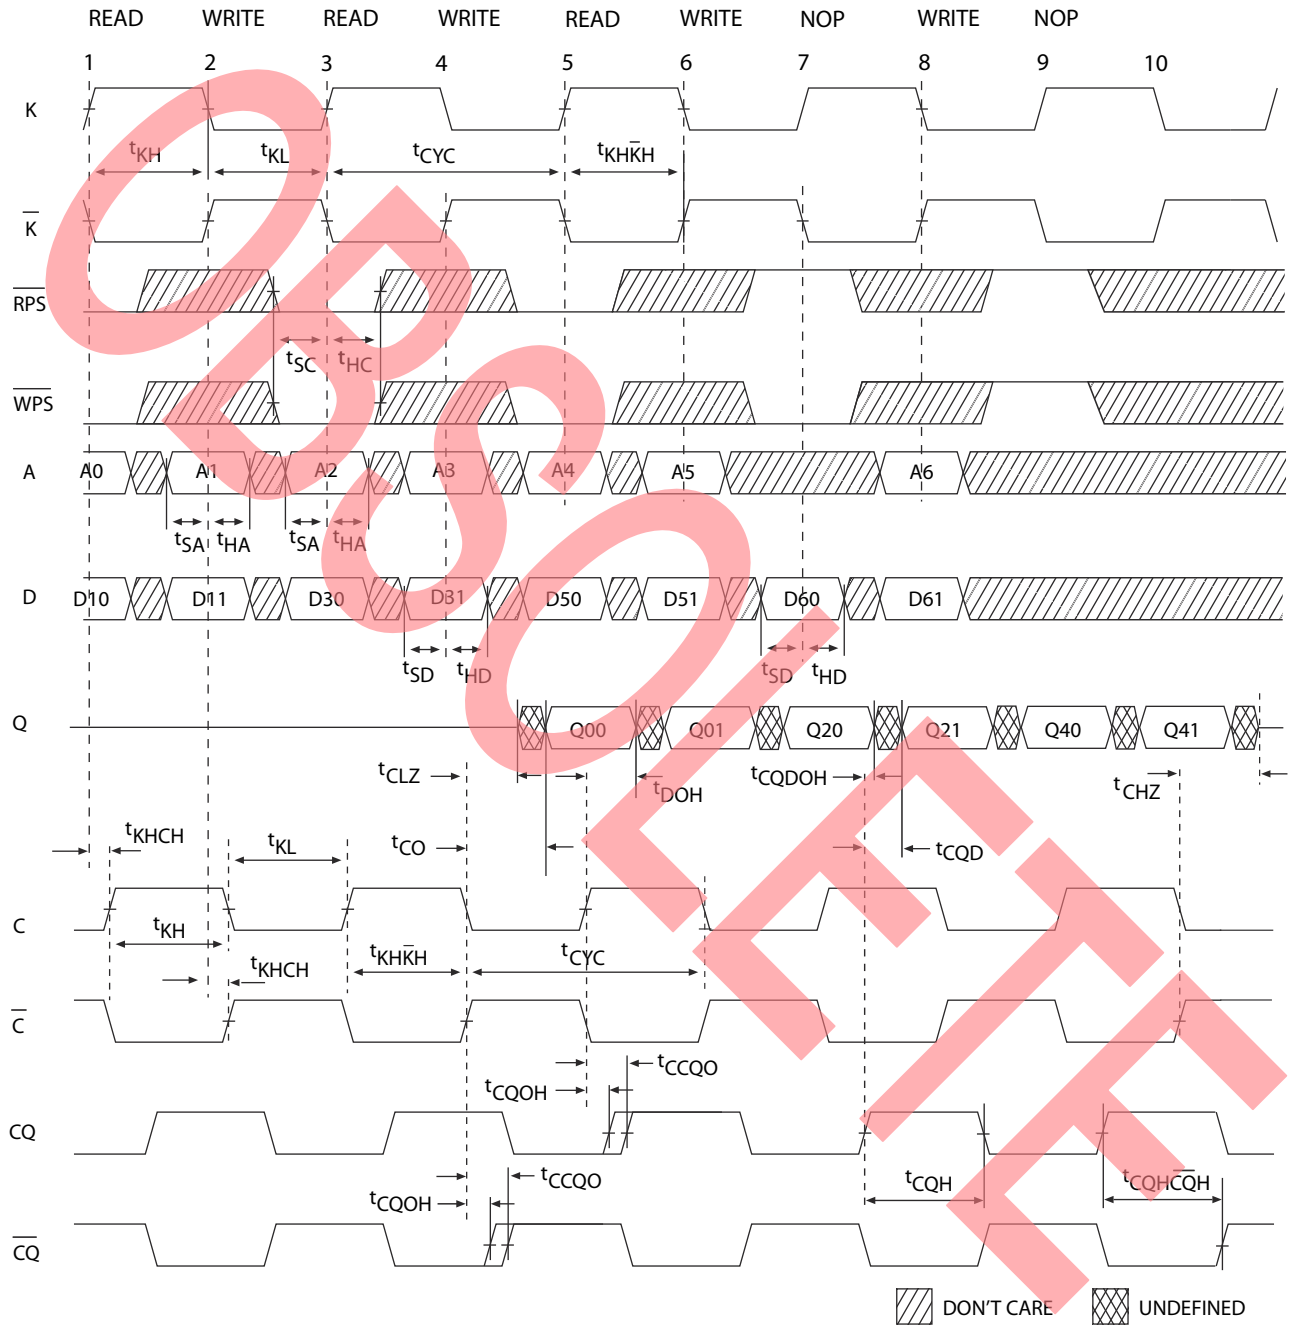 READ WRITE READ WRITE READ WRITE NOP WRITE NOP
1 2 3 4 5 6 7 8 9 10
K
tKH tKL tCYC tKHK̅H
K̅
R̅P̅S̅
tSC tHC
W̅P̅S̅
A A0 A1 A2 A3 A4 A5 A6
tSA tHA tSA tHA
D D10 D11 D30 D31 D50 D51 D60 D61
tSD tHD tSD tHD
Q Q00 Q01 Q20 Q21 Q40 Q41
tCLZ tDOH tCQDOH tCHZ
tKHCH tKL tCO tCQD
C
tKH tKHK̅H tCYC
tKHCH
C̅
tCCQO
tCQOH
CQ
tCCQO tCQH tCQHC̅Q̅H
tCQOH
C̅Q̅
DON'T CARE UNDEFINED
OBSOLETE